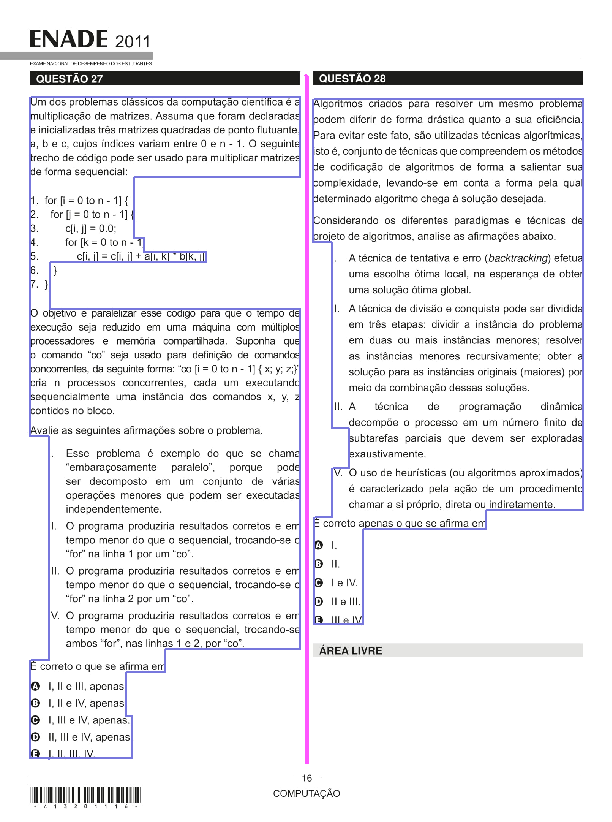 ENADE 2011
EXAME NACIONAL DE DESEMPENHO DOS ESTUDANTES
QUESTÃO 27
Um dos problemas clássicos da computação científica é a
multiplicação de matrizes. Assuma que foram declaradas
e inicializadas três matrizes quadradas de ponto flutuante,
a, b e c, cujos índices variam entre 0 e n - 1. O seguinte
trecho de código pode ser usado para multiplicar matrizes
de forma sequencial:
1. for [i = 0 to n - 1] {
2. for [j = 0 to n - 1] {
3. c[i, j] = 0.0;
4. for [k = 0 to n - 1]
5. c[i, j] = c[i, j] + a[i, k] * b[k, j]
6. }
7. }
O objetivo é paralelizar esse código para que o tempo de
execução seja reduzido em uma máquina com múltiplos
processadores e memória compartilhada. Suponha que
o comando “co” seja usado para definição de comandos
concorrentes, da seguinte forma: “co [i = 0 to n - 1] { x; y; z;}”
cria n processos concorrentes, cada um executando
sequencialmente uma instância dos comandos x, y, z
contidos no bloco.
Avalie as seguintes afirmações sobre o problema.
. Esse problema é exemplo do que se chama
“embaraçosamente paralelo”, porque pode
ser decomposto em um conjunto de várias
operações menores que podem ser executadas
independentemente.
I. O programa produziria resultados corretos e em
tempo menor do que o sequencial, trocando-se o
“for” na linha 1 por um “co”.
II. O programa produziria resultados corretos e em
tempo menor do que o sequencial, trocando-se o
“for” na linha 2 por um “co”.
V. O programa produziria resultados corretos e em
tempo menor do que o sequencial, trocando-se
ambos “for”, nas linhas 1 e 2, por “co”.
É correto o que se afirma em
A I, II e III, apenas
B I, II e IV, apenas
C I, III e IV, apenas.
D II, III e IV, apenas
E I, II, III, IV.
QUESTÃO 28
Algoritmos criados para resolver um mesmo problema
podem diferir de forma drástica quanto a sua eficiência.
Para evitar este fato, são utilizadas técnicas algorítmicas,
isto é, conjunto de técnicas que compreendem os métodos
de codificação de algoritmos de forma a salientar sua
complexidade, levando-se em conta a forma pela qual
determinado algoritmo chega à solução desejada.
Considerando os diferentes paradigmas e técnicas de
projeto de algoritmos, analise as afirmações abaixo.
. A técnica de tentativa e erro (backtracking) efetua
uma escolha ótima local, na esperança de obter
uma solução ótima global.
I. A técnica de divisão e conquista pode ser dividida
em três etapas: dividir a instância do problema
em duas ou mais instâncias menores; resolver
as instâncias menores recursivamente; obter a
solução para as instâncias originais (maiores) por
meio da combinação dessas soluções.
II. A técnica de programação dinâmica
decompõe o processo em um número finito de
subtarefas parciais que devem ser exploradas
exaustivamente.
V. O uso de heurísticas (ou algoritmos aproximados)
é caracterizado pela ação de um procedimento
chamar a si próprio, direta ou indiretamente.
É correto apenas o que se afirma em
A I.
B II.
C I e IV.
D II e III.
E III e IV
ÁREA LIVRE
16
COMPUTAÇÃO